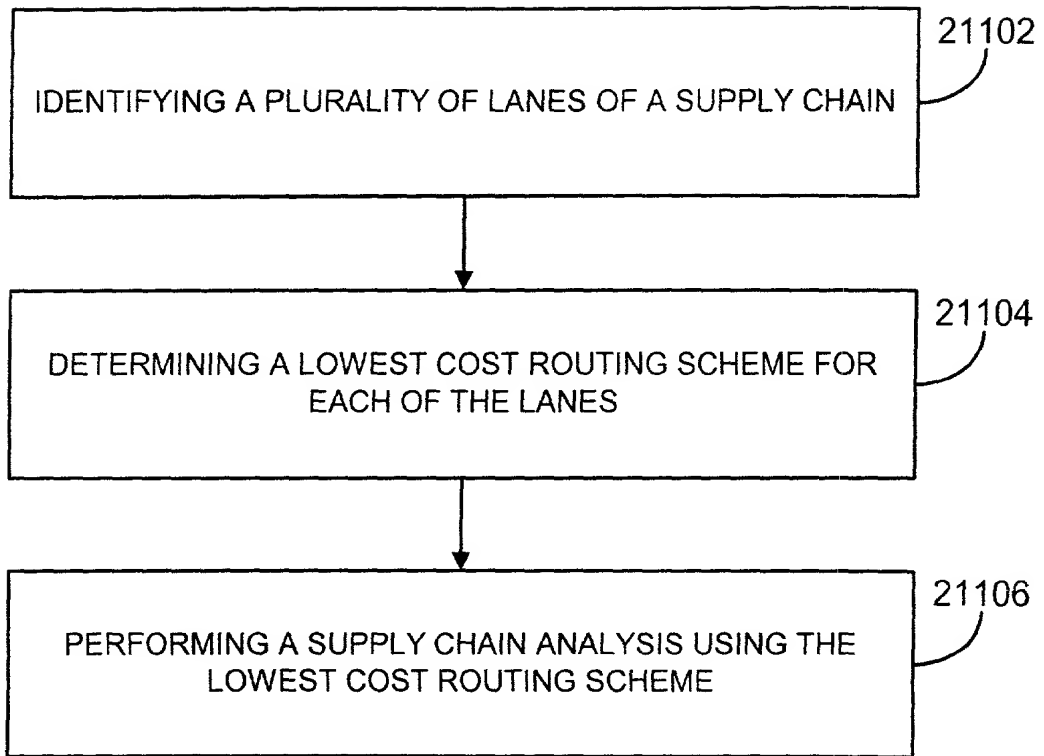 21102
IDENTIFYING A PLURALITY OF LANES OF A SUPPLY CHAIN
21104
DETERMINING A LOWEST COST ROUTING SCHEME FOR
EACH OF THE LANES
21106
PERFORMING A SUPPLY CHAIN ANALYSIS USING THE
LOWEST COST ROUTING SCHEME